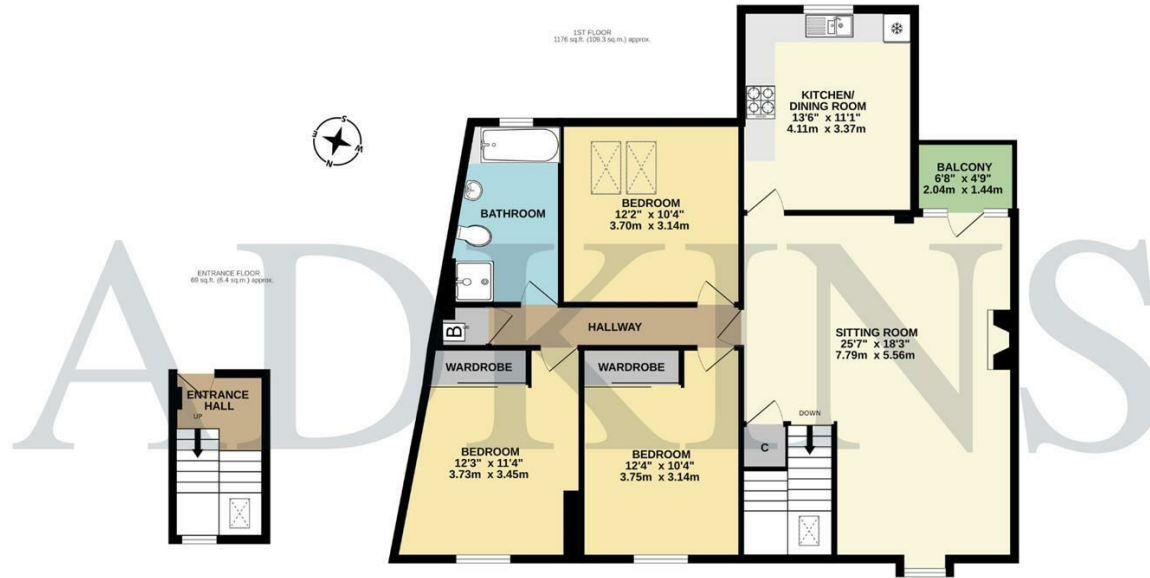 1ST FLOOR
1176 sq.ft. (109.3 sq.m.) approx.
KITCHEN/
DINING ROOM
13'6" x 11'1"
4.11m x 3.37m
S
E
W
N
BALCONY
6'8" x 4'9"
2.04m x 1.44m
BATHROOM
BEDROOM
12'2" x 10'4"
3.70m x 3.14m
ADKINS
ENTRANCE FLOOR
69 sq.ft. (6.4 sq.m.) approx.
B
HALLWAY
SITTING ROOM
25'7" x 18'3"
7.79m x 5.56m
WARDROBE
WARDROBE
ENTRANCE
HALL
UP
DOWN
C
BEDROOM
12'3" x 11'4"
3.73m x 3.45m
BEDROOM
12'4" x 10'4"
3.75m x 3.14m